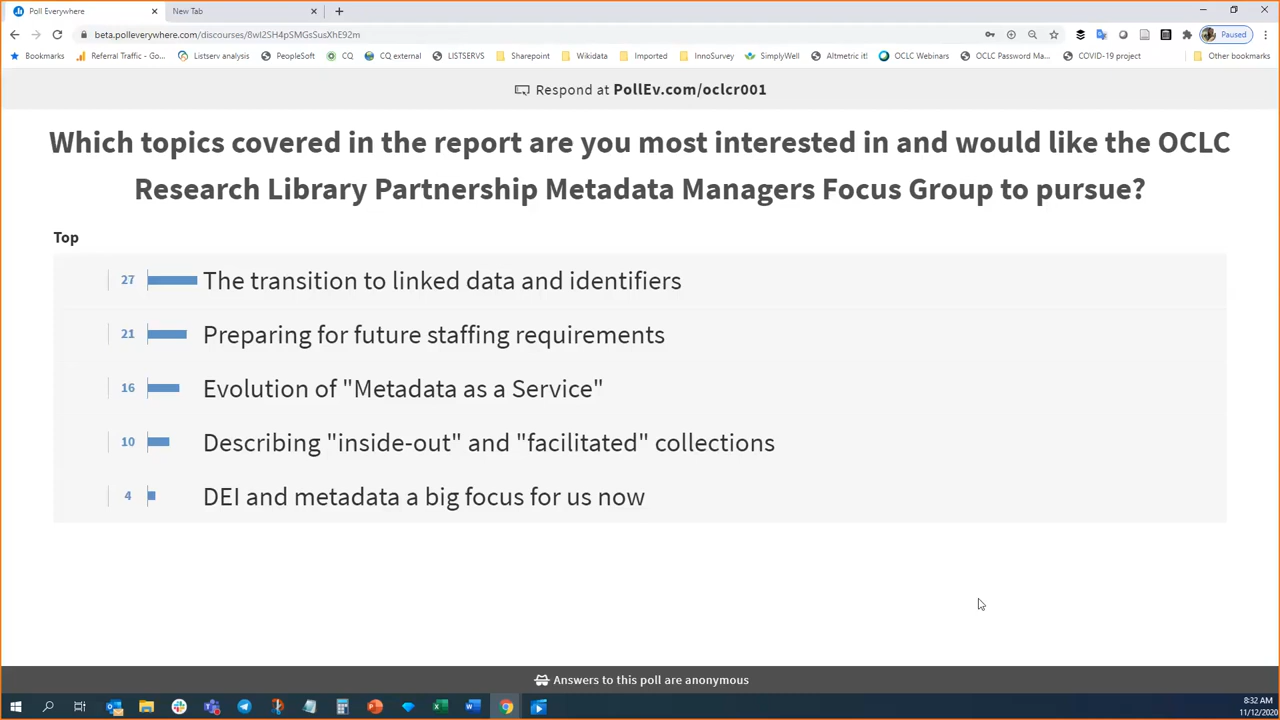 Poll Everywhere
New Tab
beta.polleverywhere.com/discourses/8wI2SH4pSMGsSusXhE92m
Paused
Bookmarks
Referral Traffic - Go...
Listserv analysis
PeopleSoft
CQ
CQ external
LISTSERVS
Sharepoint
Wikidata
Imported
InnoSurvey
SimplyWell
Altmetric it!
OCLC Webinars
OCLC Password Ma...
COVID-19 project
Other bookmarks
Respond at PollEv.com/oclcr001
Which topics covered in the report are you most interested in and would like the OCLC
Research Library Partnership Metadata Managers Focus Group to pursue?
Top
27 The transition to linked data and identifiers
21 Preparing for future staffing requirements
16 Evolution of "Metadata as a Service"
10 Describing "inside-out" and "facilitated" collections
4 DEI and metadata a big focus for us now
Answers to this poll are anonymous
8:32 AM
11/12/2020